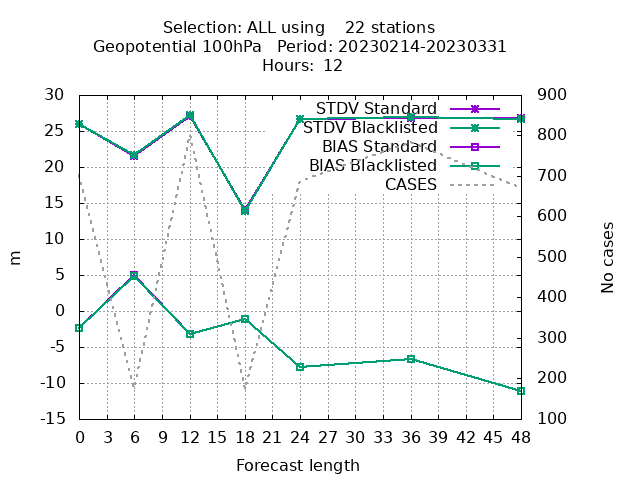 Selection: ALL using 22 stations
Geopotential 100hPa Period: 20230214-20230331
Hours: 12
STDV Standard
STDV Blacklisted
BIAS Standard
BIAS Blacklisted
CASES
30
25
20
15
10
5
0
-5
-10
-15
m
900
800
700
600
500
400
300
200
100
No cases
0 3 6 9 12 15 18 21 24 27 30 33 36 39 42 45 48
Forecast length